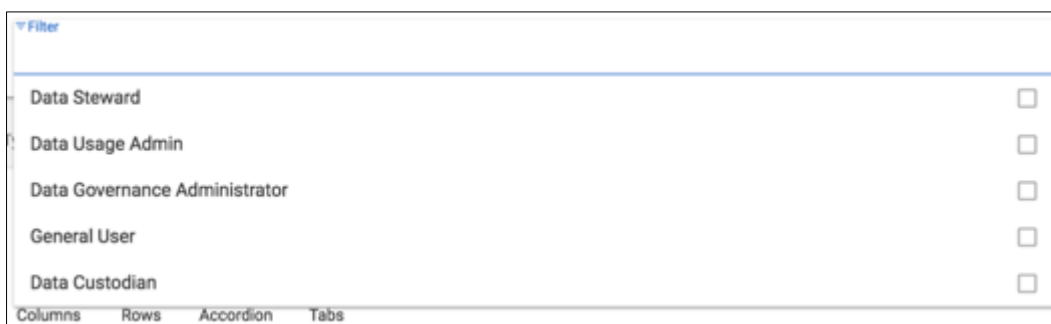 Filter
Data Steward
Data Usage Admin
Data Governance Administrator
General User
Data Custodian
Columns Rows Accordion Tabs